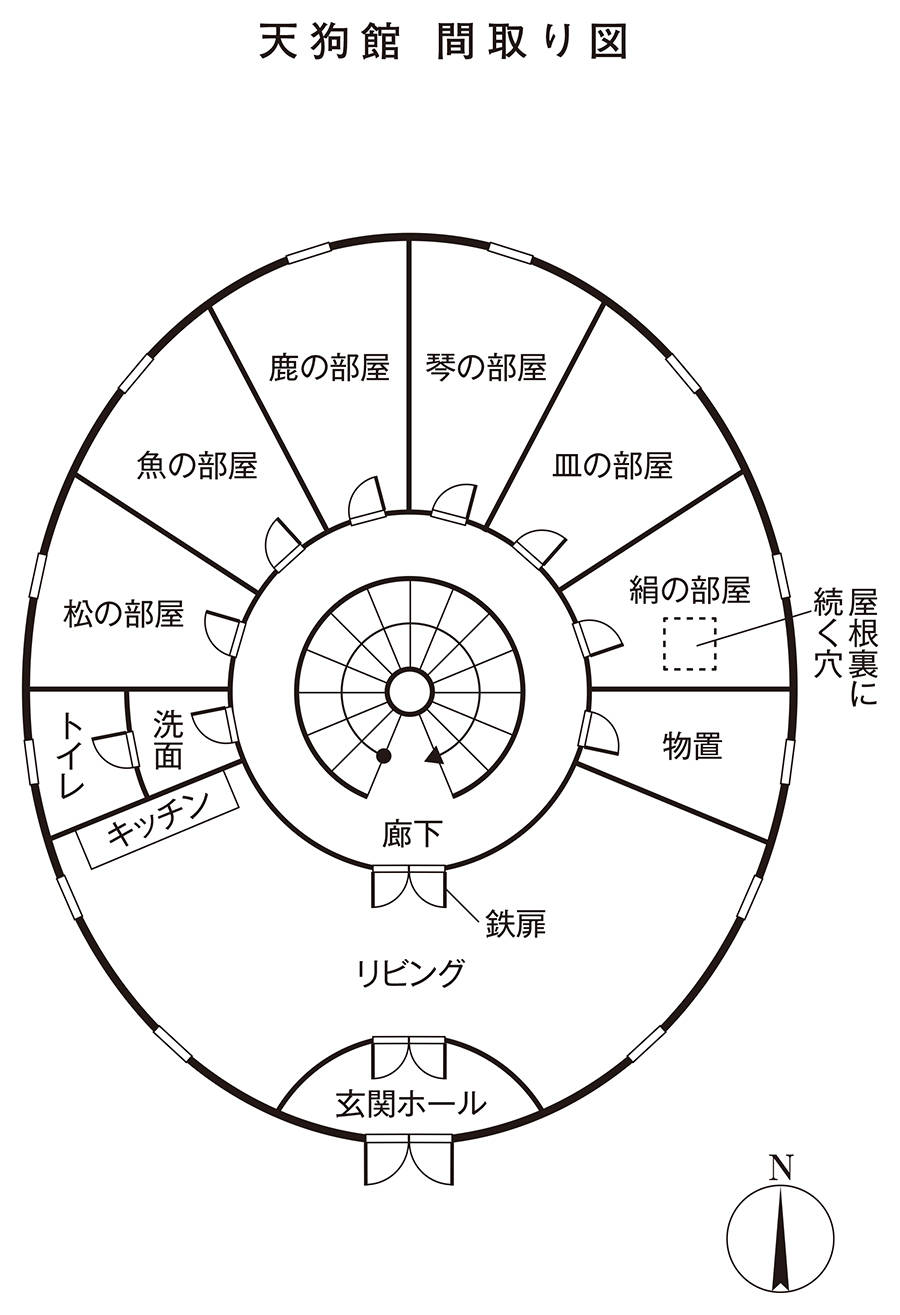 天狗館 間取り図
鹿の部屋
琴の部屋
魚の部屋
皿の部屋
松の部屋
絹の部屋
屋根裏に
続く穴
トイレ
洗面
物置
キッチン
廊下
鉄扉
リビング
玄関ホール
N